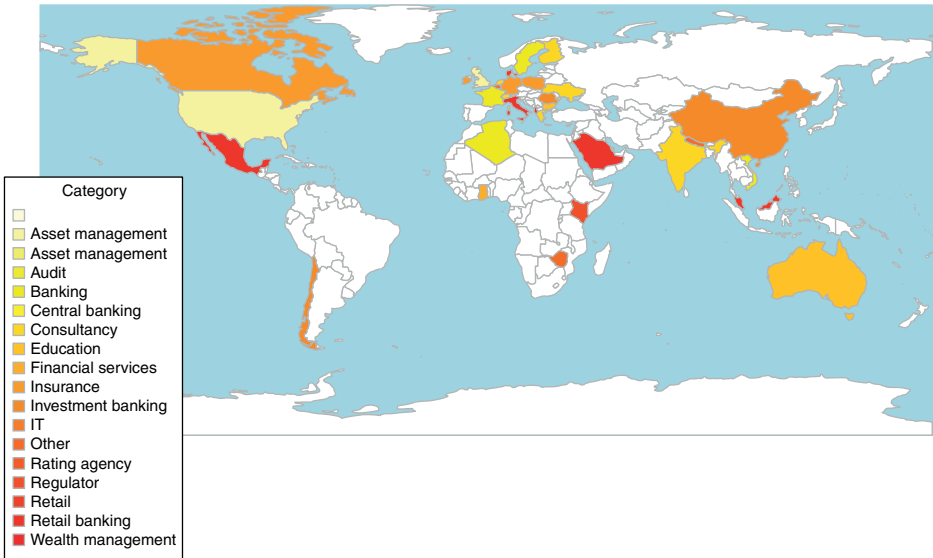 Category
Asset management
Asset management
Audit
Banking
Central banking
Consultancy
Education
Financial services
Insurance
Investment banking
IT
Other
Rating agency
Regulator
Retail
Retail banking
Wealth management